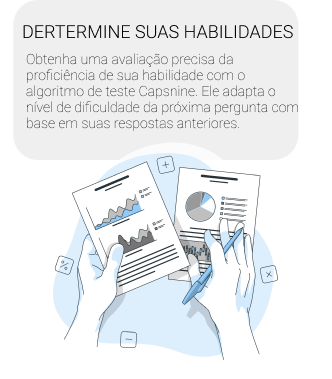 DERTERMINE SUAS HABILIDADES
Obtenha uma avaliação precisa da
proficiência de sua habilidade com o
algoritmo de teste Capsnine. Ele adapta o
nível de dificuldade da próxima pergunta com
base em suas respostas anteriores.